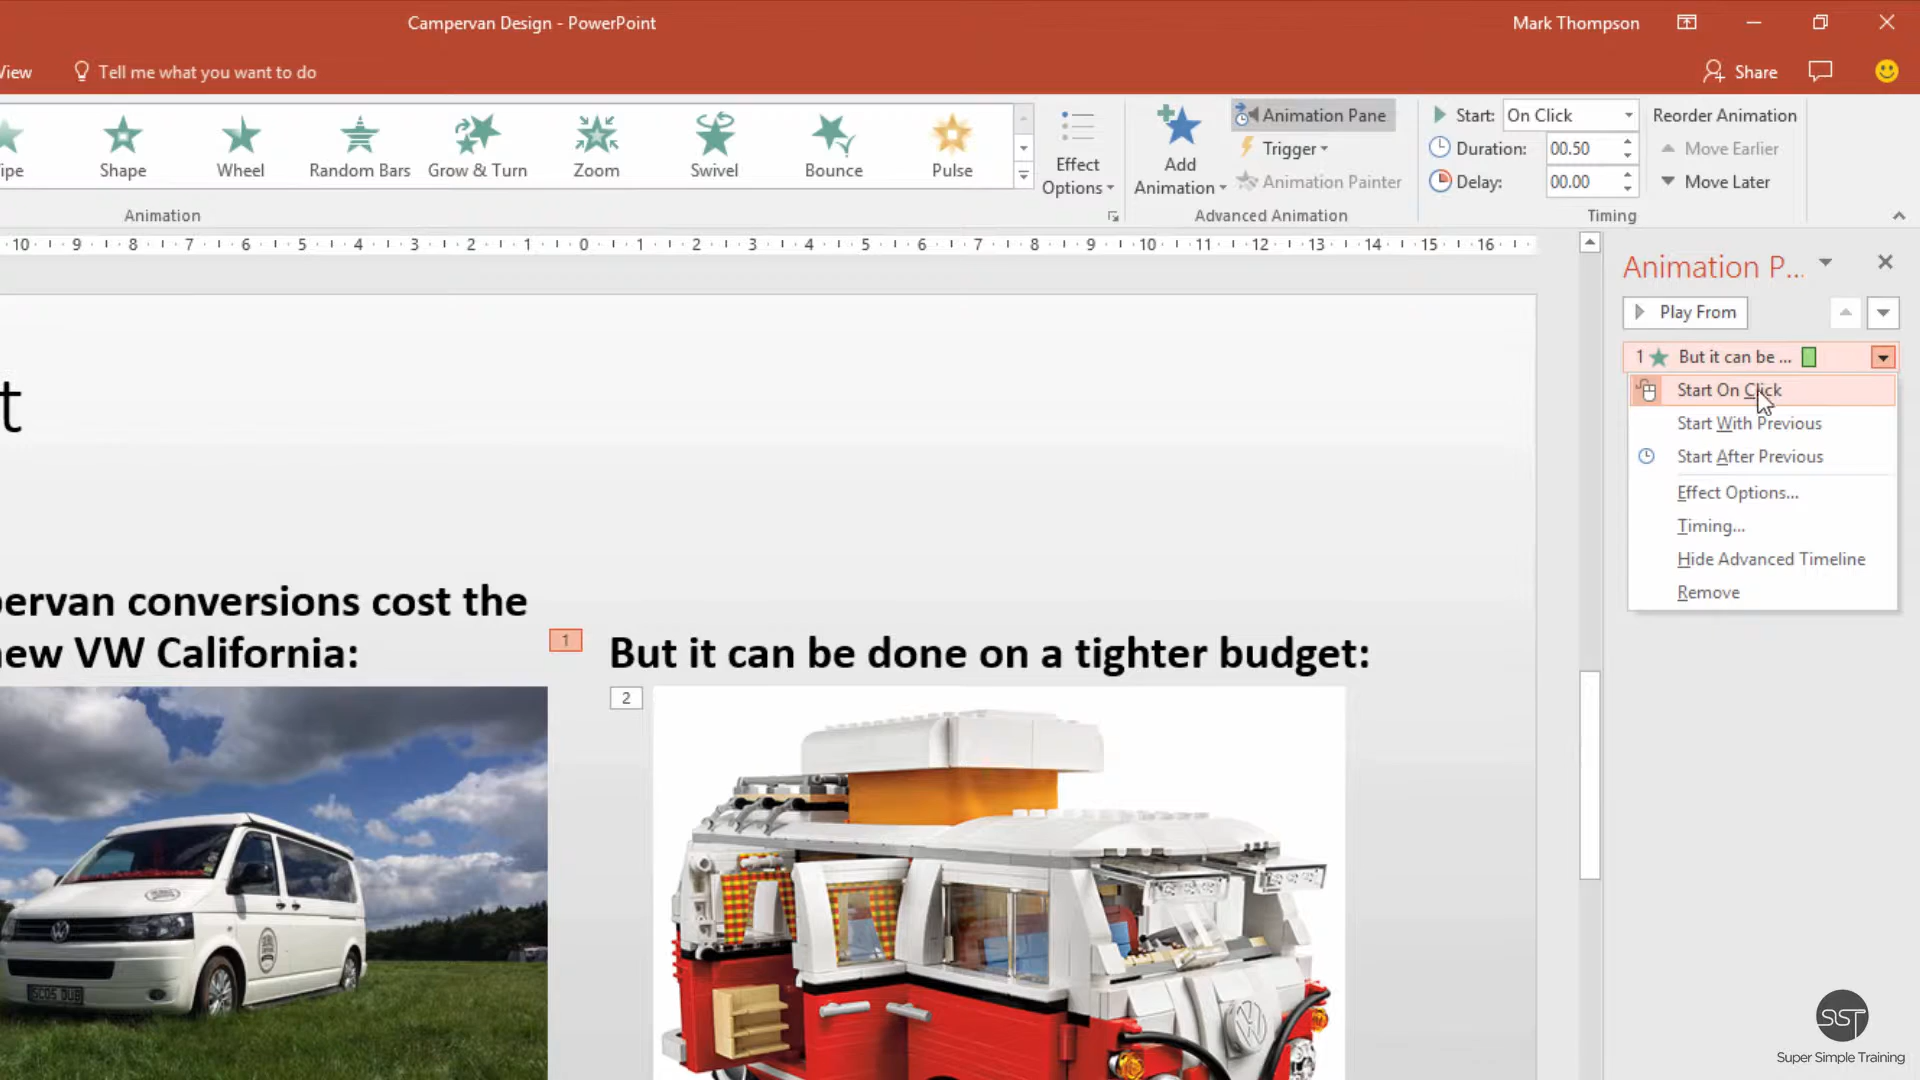 Campervan Design - PowerPoint
Mark Thompson
View
Tell me what you want to do
Share
ipe
Shape
Wheel
Random Bars
Grow & Turn
Zoom
Swivel
Bounce
Pulse
Effect
Options
Add
Animation
Animation Pane
Trigger
Animation Painter
Start: On Click
Duration: 00.50
Delay: 00.00
Reorder Animation
Move Earlier
Move Later
Animation
Advanced Animation
Timing
10 9 8 7 6 5 4 3 2 1 0 1 2 3 4 5 6 7 8 9 10 11 12 13 14 15 16
Animation P...
Play From
1 But it can be ...
Start On Click
Start With Previous
Start After Previous
Effect Options...
Timing...
Hide Advanced Timeline
Remove
t
pervan conversions cost the
new VW California:
1
But it can be done on a tighter budget:
2
SC05 DUB
SST
Super Simple Training